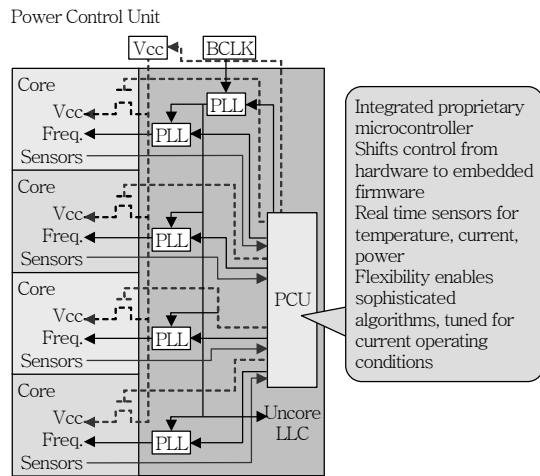 Power Control Unit
Vcc
BCLK
Core
Vcc
Freq.
Sensors
PLL
PLL
Core
Vcc
Freq.
Sensors
PLL
Core
Vcc
Freq.
Sensors
PLL
Core
Vcc
Freq.
Sensors
PLL
PCU
Uncore
LLC
Integrated proprietary
microcontroller
Shifts control from
hardware to embedded
firmware
Real time sensors for
temperature, current,
power
Flexibility enables
sophisticated
algorithms, tuned for
current operating
conditions